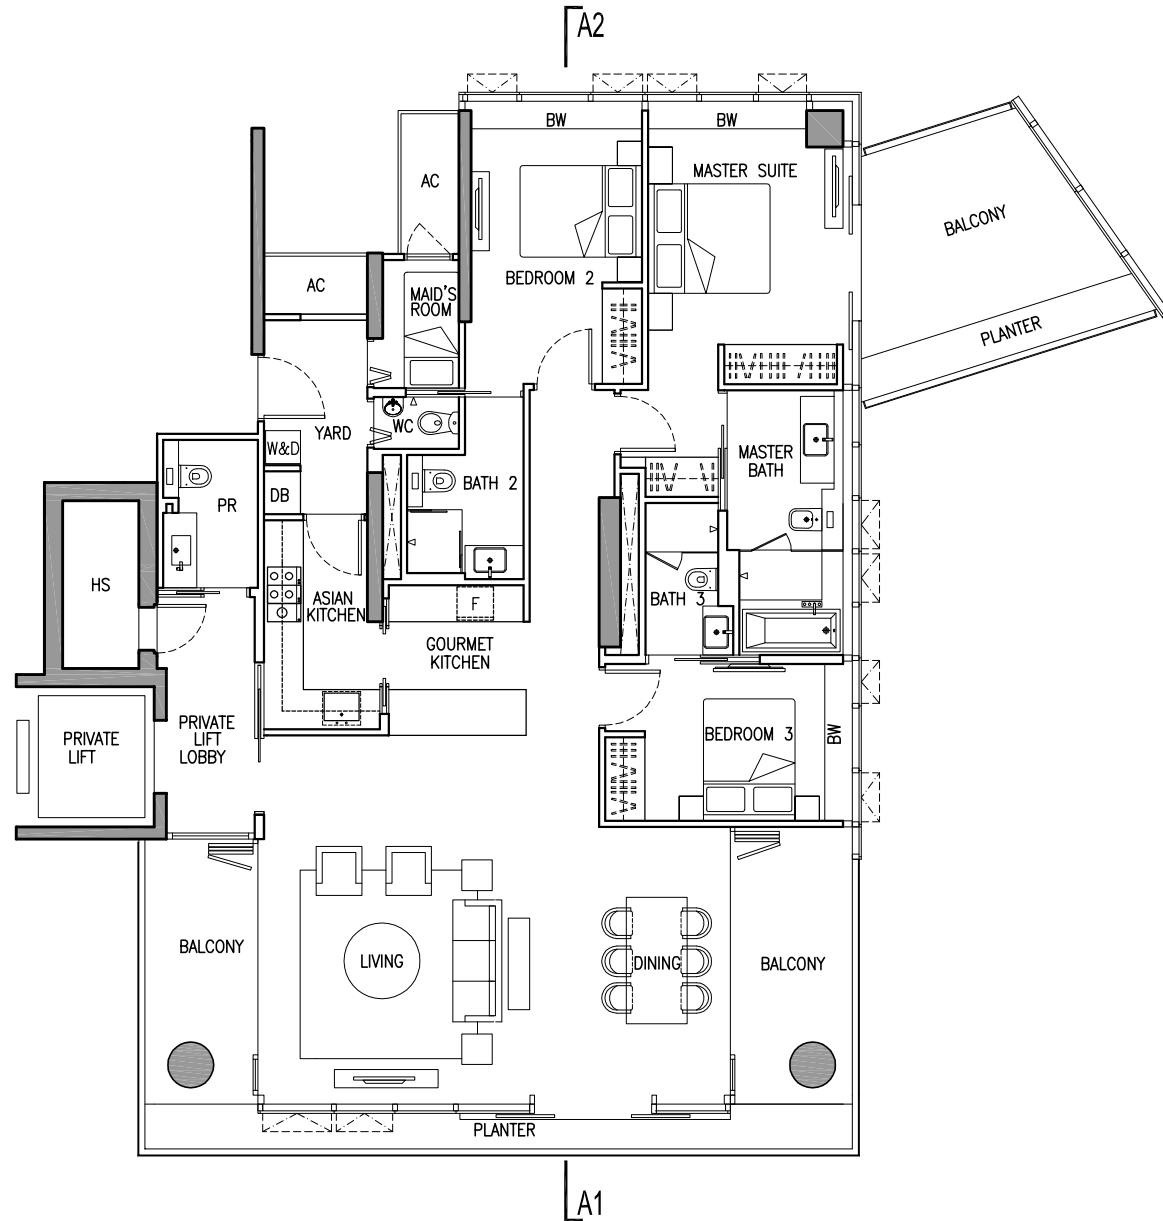 A2
BW
BW
MASTER SUITE
AC
BALCONY
BEDROOM 2
AC
MAID'S
ROOM
PLANTER
WC
YARD
W&D
MASTER
BATH
BATH 2
DB
PR
HS
ASIAN
KITCHEN
F
BATH 3
GOURMET
KITCHEN
PRIVATE
LIFT
LOBBY
PRIVATE
LIFT
BEDROOM 3
BW
BALCONY
LIVING
DINING
BALCONY
PLANTER
A1